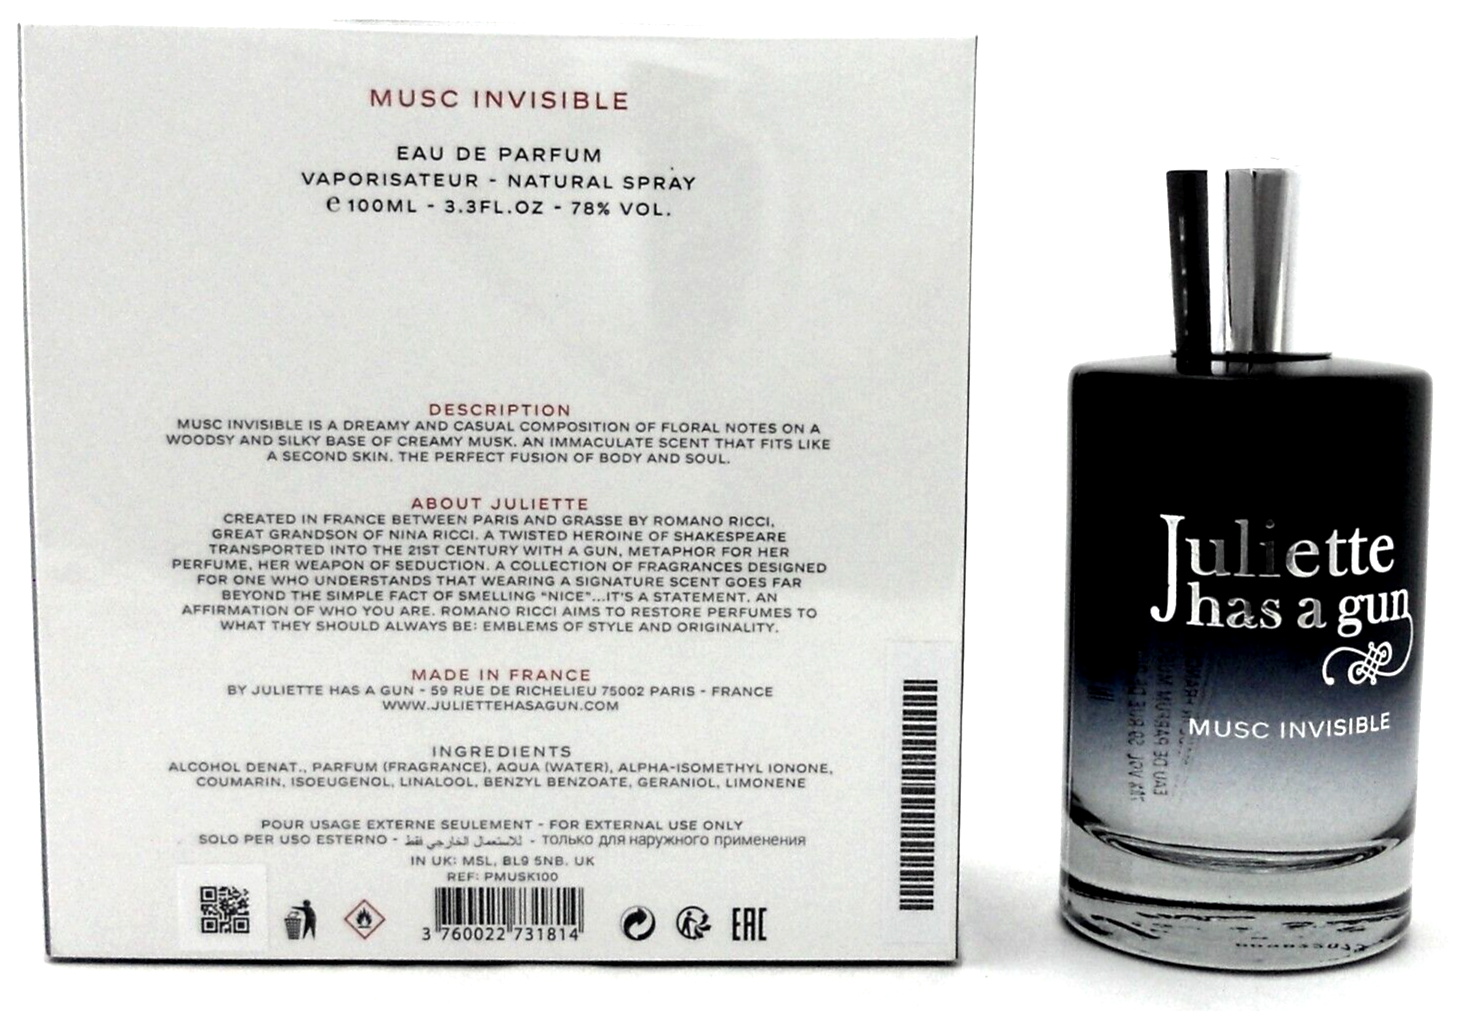 MUSC INVISIBLE
EAU DE PARFUM
VAPORISATEUR - NATURAL SPRAY
℮ 100ML - 3.3FL.OZ - 78% VOL.
DESCRIPTION
MUSC INVISIBLE IS A DREAMY AND CASUAL COMPOSITION OF FLORAL NOTES ON A
WOODSY AND SILKY BASE OF CREAMY MUSK. AN IMMACULATE SCENT THAT FITS LIKE
A SECOND SKIN. THE PERFECT FUSION OF BODY AND SOUL.
ABOUT JULIETTE
CREATED IN FRANCE BETWEEN PARIS AND GRASSE BY ROMANO RICCI,
GREAT GRANDSON OF NINA RICCI. A TWISTED HEROINE OF SHAKESPEARE
TRANSPORTED INTO THE 21ST CENTURY WITH A GUN, METAPHOR FOR HER
PERFUME, HER WEAPON OF SEDUCTION. A COLLECTION OF FRAGRANCES DESIGNED
FOR ONE WHO UNDERSTANDS THAT WEARING A SIGNATURE SCENT GOES FAR
BEYOND THE SIMPLE FACT OF SMELLING "NICE"...IT'S A STATEMENT, AN
AFFIRMATION OF WHO YOU ARE. ROMANO RICCI AIMS TO RESTORE PERFUMES TO
WHAT THEY SHOULD ALWAYS BE: EMBLEMS OF STYLE AND ORIGINALITY.
MADE IN FRANCE
BY JULIETTE HAS A GUN - 59 RUE DE RICHELIEU 75002 PARIS - FRANCE
WWW.JULIETTEHASAGUN.COM
INGREDIENTS
ALCOHOL DENAT., PARFUM (FRAGRANCE), AQUA (WATER), ALPHA-ISOMETHYL IONONE,
COUMARIN, ISOEUGENOL, LINALOOL, BENZYL BENZOATE, GERANIOL, LIMONENE
POUR USAGE EXTERNE SEULEMENT - FOR EXTERNAL USE ONLY
SOLO PER USO ESTERNO - للاستعمال الخارجي فقط - только для наружного применения
IN UK: MSL, BL9 5NB. UK
REF: PMUSK100
3 760022 731814
EAC
Juliette
has a gun
MUSC INVISIBLE